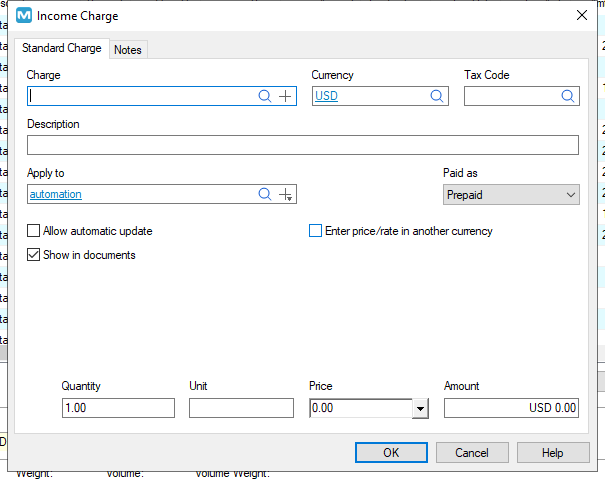 M Income Charge
Standard Charge Notes
Charge Currency Tax Code
USD
Description
Apply to Paid as
automation Prepaid
Allow automatic update Enter price/rate in another currency
Show in documents
Quantity Unit Price Amount
1.00 0.00 USD 0.00
OK Cancel Help
Weight: Volume: Volume Weight: